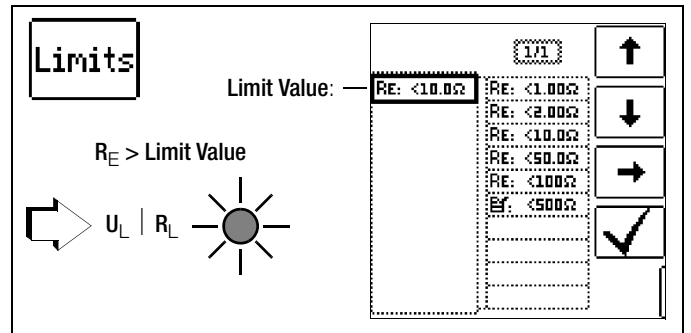 Limits
Limit Value:
1/1
RE: <10.0Ω
RE: <1.00Ω
RE: <2.00Ω
RE: <10.0Ω
RE: <50.0Ω
RE: <100Ω
: <500Ω
RE > Limit Value
UL | RL